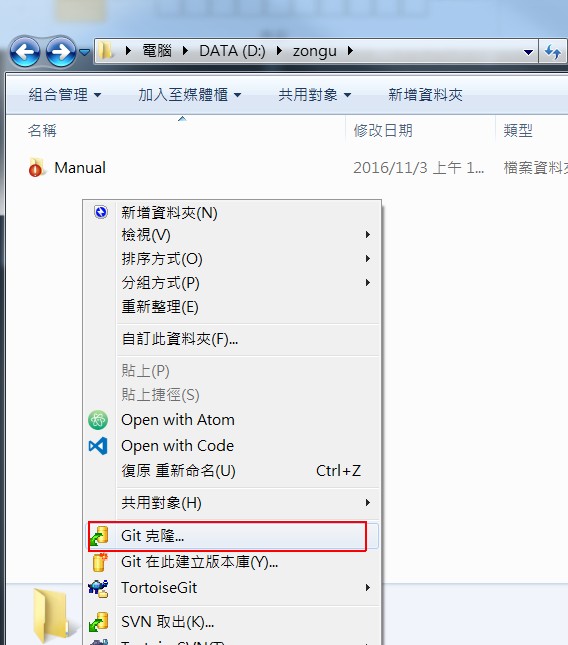 電腦 DATA (D:) zongu
組合管理 加入至媒體櫃 共用對象 新增資料夾
名稱 修改日期 類型
Manual 2016/11/3 上午 1... 檔案資料夾
新增資料夾(N)
檢視(V)
排序方式(O)
分組方式(P)
重新整理(E)
自訂此資料夾(F)...
貼上(P)
貼上捷徑(S)
Open with Atom
Open with Code
復原 重新命名(U) Ctrl+Z
共用對象(H)
Git 克隆...
Git 在此建立版本庫(Y)...
TortoiseGit
SVN 取出(K)...
TortoiseSVN(T)